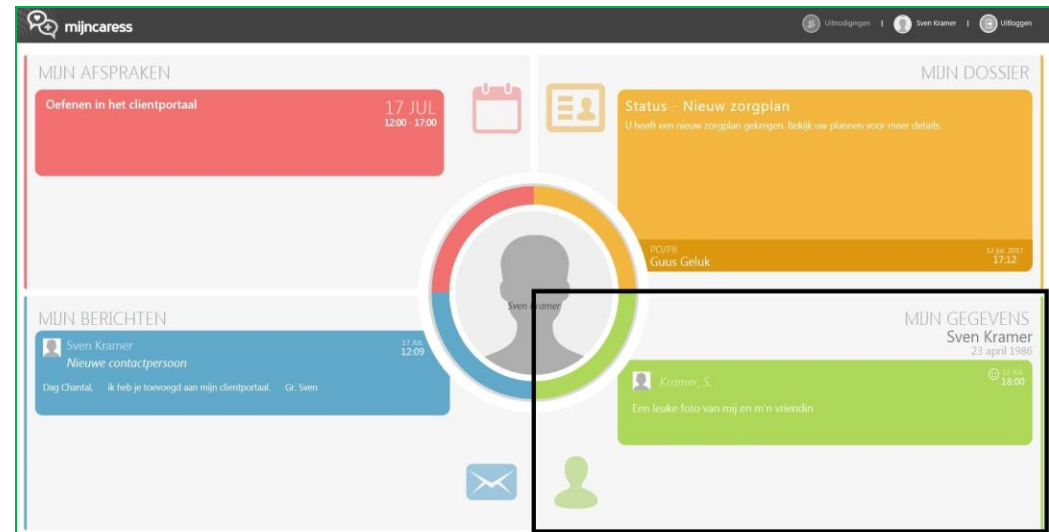 mijncaress
Uitnodigingen | Sven Kramer | Uitloggen
MIJN AFSPRAKEN
Oefenen in het clientportaal
17 JUL
12:00 - 17:00
MIJN DOSSIER
Status - Nieuw zorgplan
U heeft een nieuw zorgplan gekregen. Bekijk uw plannen voor meer details.
PO/PB
Guus Geluk
12 jul. 2017
17:12
Sven Kramer
MIJN BERICHTEN
Sven Kramer
Nieuwe contactpersoon
17 JUL
12:09
Dag Chantal, ik heb je toevoegd aan mijn clientportaal. Gr. Sven
MIJN GEGEVENS
Sven Kramer
23 april 1986
Kramer, S.
12 JUL
18:00
Een leuke foto van mij en m'n vriendin